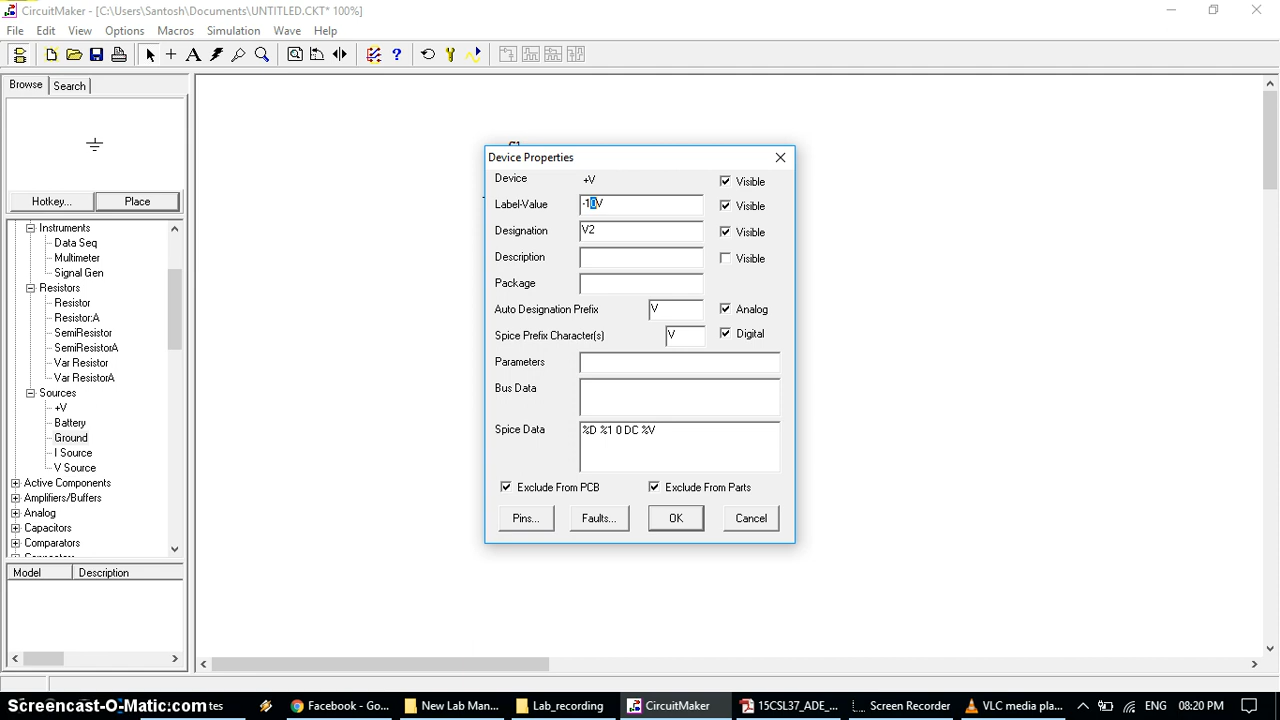 CircuitMaker - [C:\Users\Santosh\Documents\UNTITLED.CKT* 100%]
File Edit View Options Macros Simulation Wave Help
Browse Search
Hotkey... Place
Instruments
Data Seq
Multimeter
Signal Gen
Resistors
Resistor
Resistor:A
SemiResistor
SemiResistorA
Var Resistor
Var ResistorA
Sources
+V
Battery
Ground
I Source
V Source
Active Components
Amplifiers/Buffers
Analog
Capacitors
Comparators
Model Description
Device Properties
Device +V Visible
Label-Value -10V Visible
Designation V2 Visible
Description Visible
Package
Auto Designation Prefix V Analog
Spice Prefix Character(s) V Digital
Parameters
Bus Data
Spice Data %D %1 0 DC %V
Exclude From PCB Exclude From Parts
Pins... Faults... OK Cancel
Screencast-O-Matic.com tes Facebook - Go... New Lab Man... Lab_recording CircuitMaker 15CSL37_ADE_... Screen Recorder VLC media pla... ENG 08:20 PM